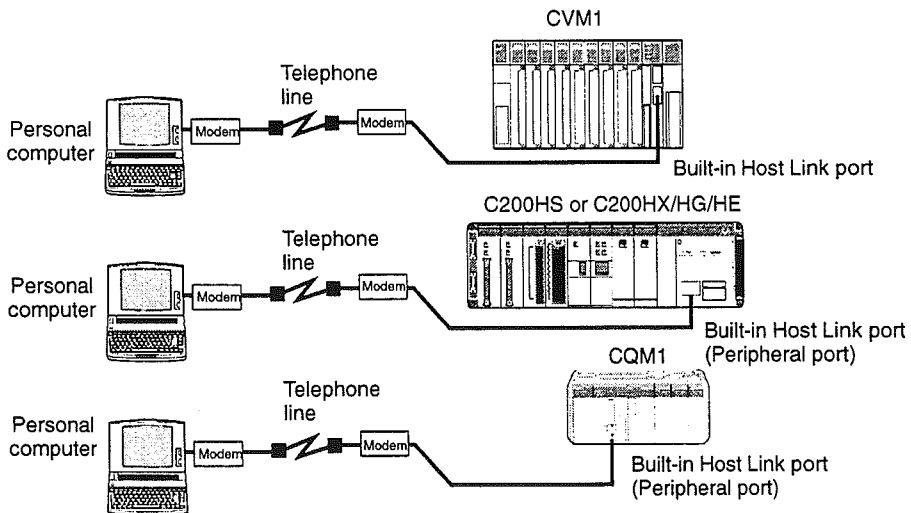 CVM1
Telephone
line
Personal
computer
Modem
Modem
Built-in Host Link port
C200HS or C200HX/HG/HE
Telephone
line
Personal
computer
Modem
Modem
Built-in Host Link port
(Peripheral port)
CQM1
Telephone
line
Personal
computer
Modem
Modem
Built-in Host Link port
(Peripheral port)